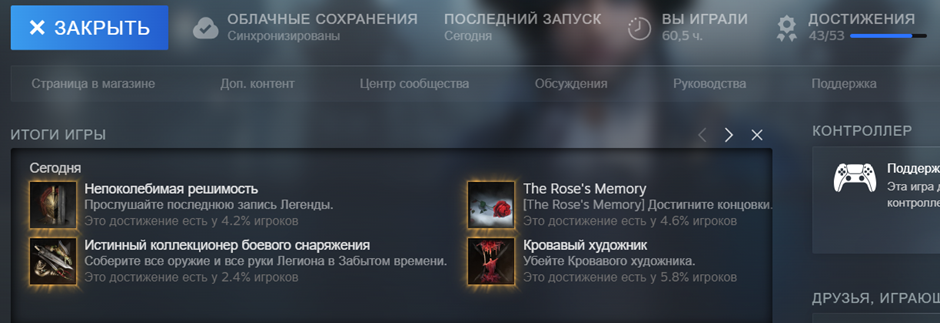 ЗАКРЫТЬ
ОБЛАЧНЫЕ СОХРАНЕНИЯ
Синхронизированы
ПОСЛЕДНИЙ ЗАПУСК
Сегодня
ВЫ ИГРАЛИ
60,5 ч.
ДОСТИЖЕНИЯ
43/53
Страница в магазине Доп. контент Центр сообщества Обсуждения Руководства Поддержка
ИТОГИ ИГРЫ
Сегодня
Непоколебимая решимость
Прослушайте последнюю запись Легенды.
Это достижение есть у 4.2% игроков
The Rose's Memory
[The Rose's Memory] Достигните концовки.
Это достижение есть у 4.6% игроков
Истинный коллекционер боевого снаряжения
Соберите все оружие и все руки Легиона в Забытом времени.
Это достижение есть у 2.4% игроков
Кровавый художник
Убейте Кровавого художника.
Это достижение есть у 5.8% игроков
КОНТРОЛЛЕР
Поддерж
Эта игра
контролле
ДРУЗЬЯ, ИГРАЮЩ